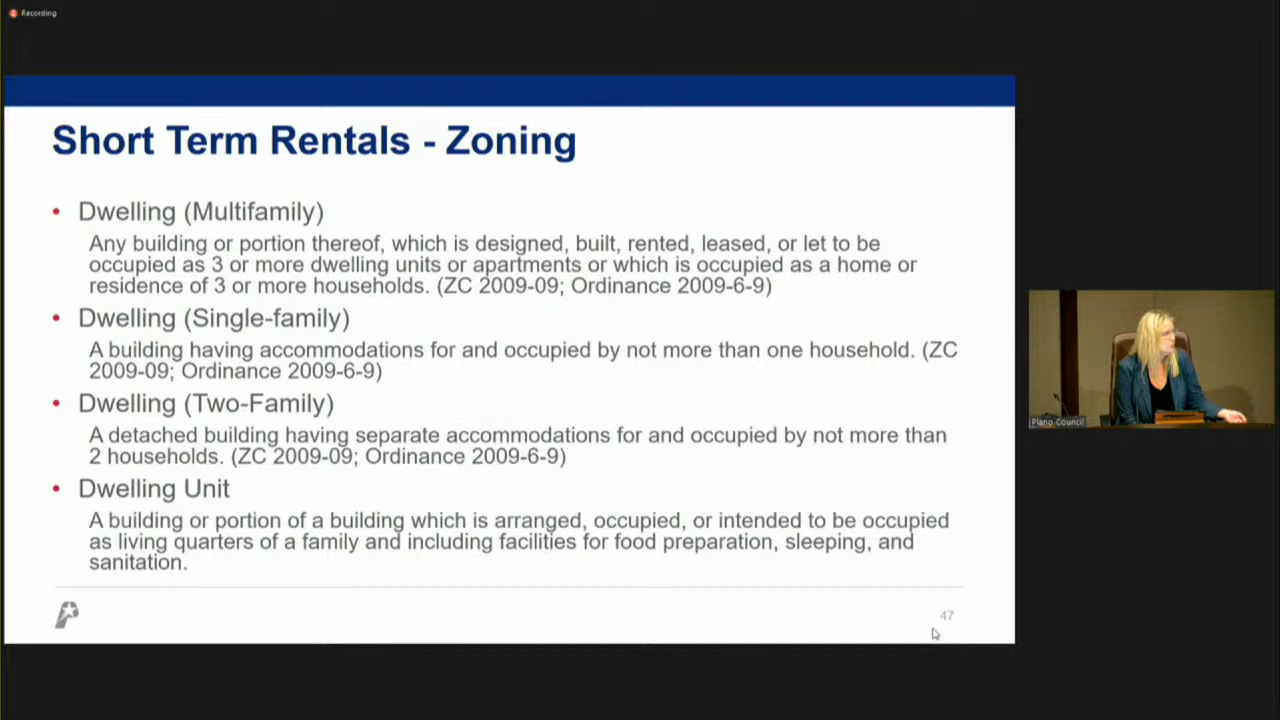 Recording
Short Term Rentals - Zoning
• Dwelling (Multifamily)
Any building or portion thereof, which is designed, built, rented, leased, or let to be
occupied as 3 or more dwelling units or apartments or which is occupied as a home or
residence of 3 or more households. (ZC 2009-09; Ordinance 2009-6-9)
• Dwelling (Single-family)
A building having accommodations for and occupied by not more than one household. (ZC
2009-09; Ordinance 2009-6-9)
• Dwelling (Two-Family)
A detached building having separate accommodations for and occupied by not more than
2 households. (ZC 2009-09; Ordinance 2009-6-9)
• Dwelling Unit
A building or portion of a building which is arranged, occupied, or intended to be occupied
as living quarters of a family and including facilities for food preparation, sleeping, and
sanitation.
47
Plano Council